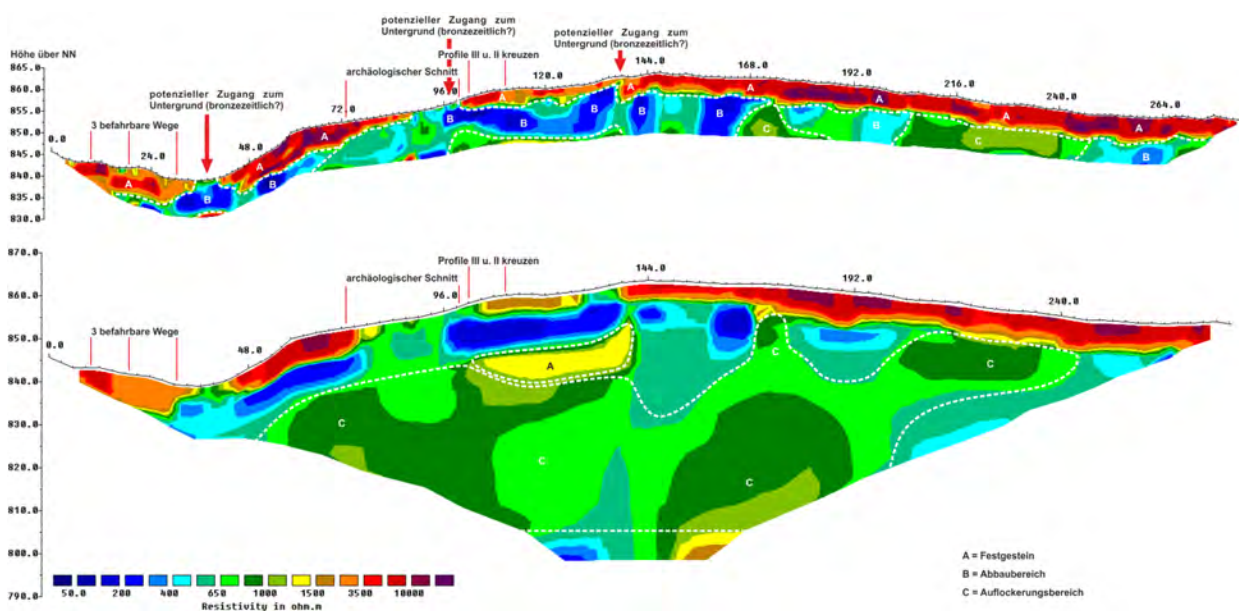 potenzieller Zugang zum
Untergrund (bronzezeitlich?)
potenzieller Zugang zum
Untergrund (bronzezeitlich?)
Höhe über NN
Profile III u. II kreuzen
144.0
865.0
168.0
120.0
192.0
archäologischer Schnitt
96.0
216.0
860.0
potenzieller Zugang zum
Untergrund (bronzezeitlich?)
240.0
264.0
72.0
855.0
3 befahrbare Wege
850.0
0.0
48.0
845.0
24.0
840.0
835.0
830.0
A A A A A A A A A A
B B B B B B B B B
C C
870.0
Profile III u. II kreuzen
144.0
archäologischer Schnitt
192.0
860.0
96.0
240.0
3 befahrbare Wege
850.0
0.0
48.0
C
C
840.0
A
830.0
C
820.0
C
C
810.0
800.0
790.0
A = Festgestein
B = Abbaubereich
C = Auflockerungsbereich
50.0 200 400 650 1000 1500 3500 10000
Resistivity in ohm.m